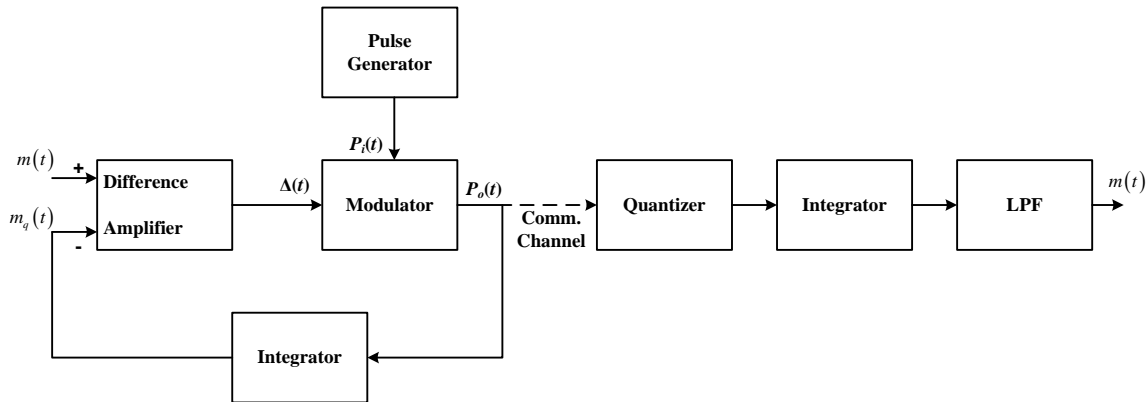 Pulse
Generator
P_i(t)
m(t)
+
Difference
Amplifier
m_q(t)
-
Δ(t)
Modulator
P_o(t)
Comm.
Channel
Quantizer
Integrator
LPF
m(t)
Integrator